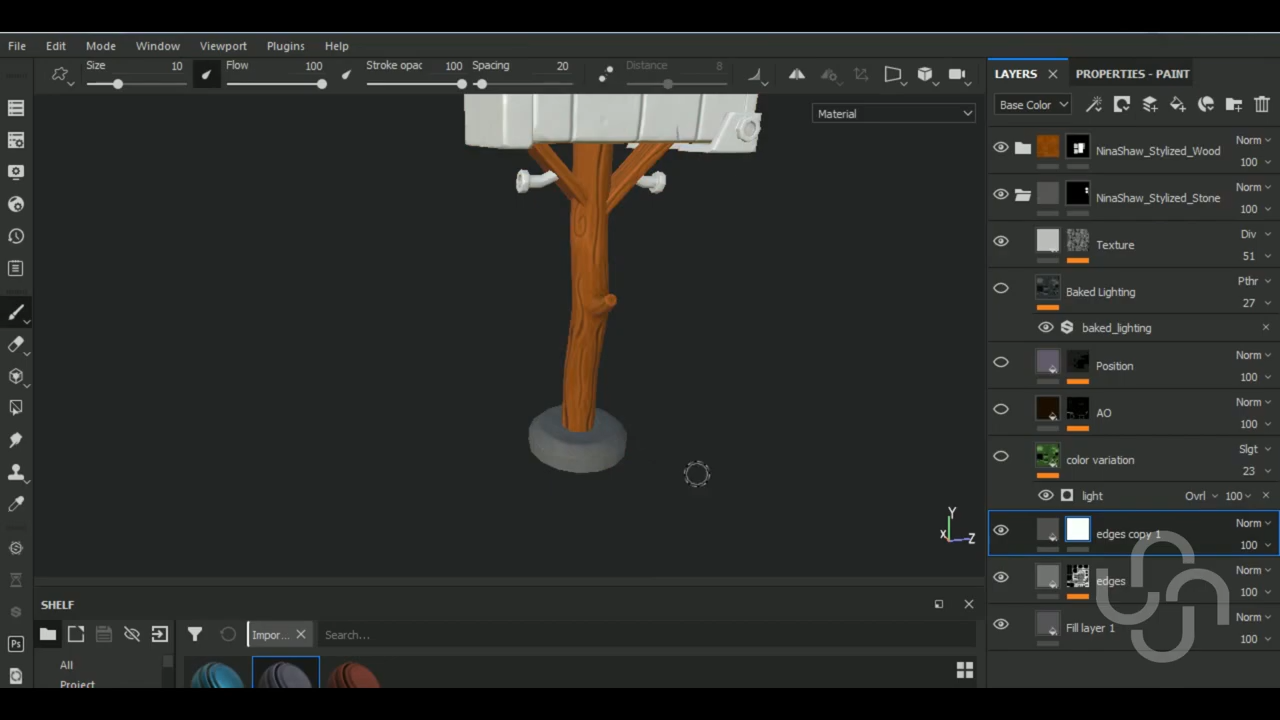 File Edit Mode Window Viewport Plugins Help
Size 10 Flow 100 Stroke opac 100 Spacing 20 Distance 8
Material
LAYERS PROPERTIES - PAINT
Base Color
NinaShaw_Stylized_Wood Norm 100
NinaShaw_Stylized_Stone Norm 100
Texture Div 51
Baked Lighting Pthr 27
baked_lighting
Position Norm 100
AO Norm 100
color variation Slgt 23
light Ovrl 100
edges copy 1 Norm 100
edges Norm 100
Fill layer 1 Norm 100
Y
X Z
SHELF
Impor... Search...
All
Project
Ps